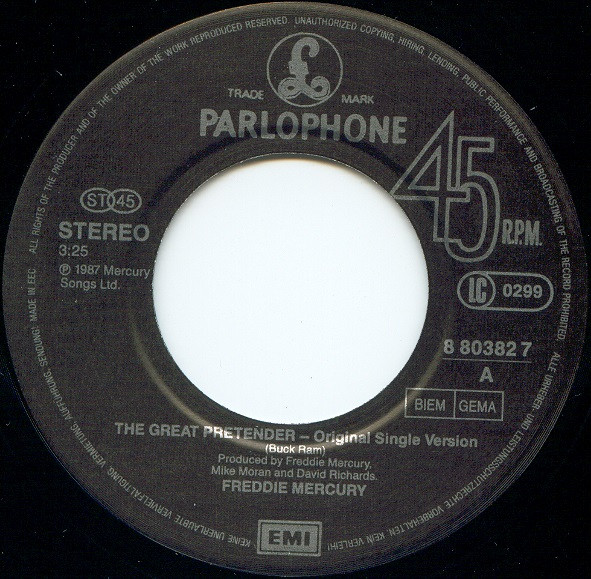 ALL RIGHTS OF THE PRODUCER AND OF THE OWNER OF THE WORK REPRODUCED RESERVED. UNAUTHORIZED COPYING, HIRING, LENDING, PUBLIC PERFORMANCE AND BROADCASTING OF THE RECORD PROHIBITED. ALLE URHEBER- UND LEISTUNGSSCHUTZRECHTE VORBEHALTEN. KEIN VERLEIH! KEINE UNERLAUBTE VERVIELFÄLTIGUNG, VERMIETUNG, AUFFÜHRUNG, SENDUNG! MADE IN EEC
£
TRADE MARK
PARLOPHONE
45 R.P.M.
ST 45
STEREO
3:25
℗ 1987 Mercury
Songs Ltd.
LC 0299
8 80382 7
A
BIEM GEMA
THE GREAT PRETENDER – Original Single Version
(Buck Ram)
Produced by Freddie Mercury,
Mike Moran and David Richards.
FREDDIE MERCURY
EMI